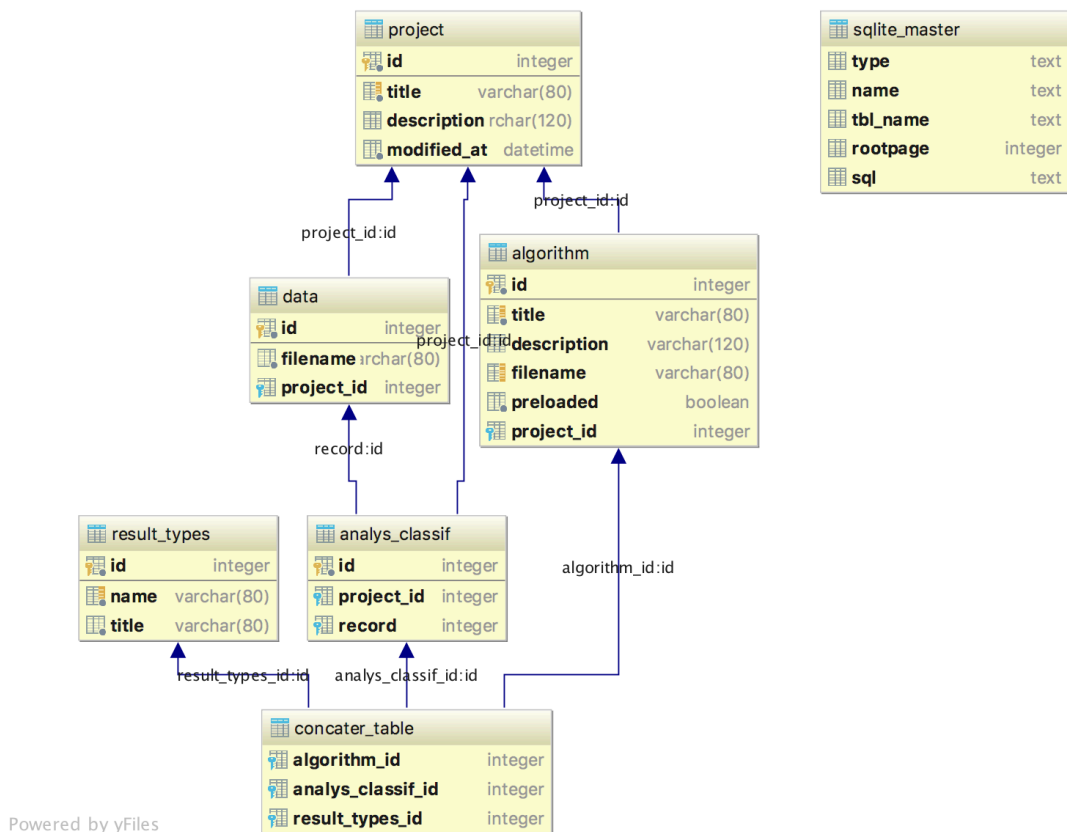 project
id integer
title varchar(80)
description rchar(120)
modified_at datetime
sqlite_master
type text
name text
tbl_name text
rootpage integer
sql text
project_id:id
project_id:id
project_id:id
algorithm
id integer
title varchar(80)
description varchar(120)
filename varchar(80)
preloaded boolean
project_id integer
data
id integer
filename archar(80)
project_id integer
record:id
algorithm_id:id
result_types
id integer
name varchar(80)
title varchar(80)
analys_classif
id integer
project_id integer
record integer
result_types_id:id
analys_classif_id:id
concater_table
algorithm_id integer
analys_classif_id integer
result_types_id integer
Powered by yFiles